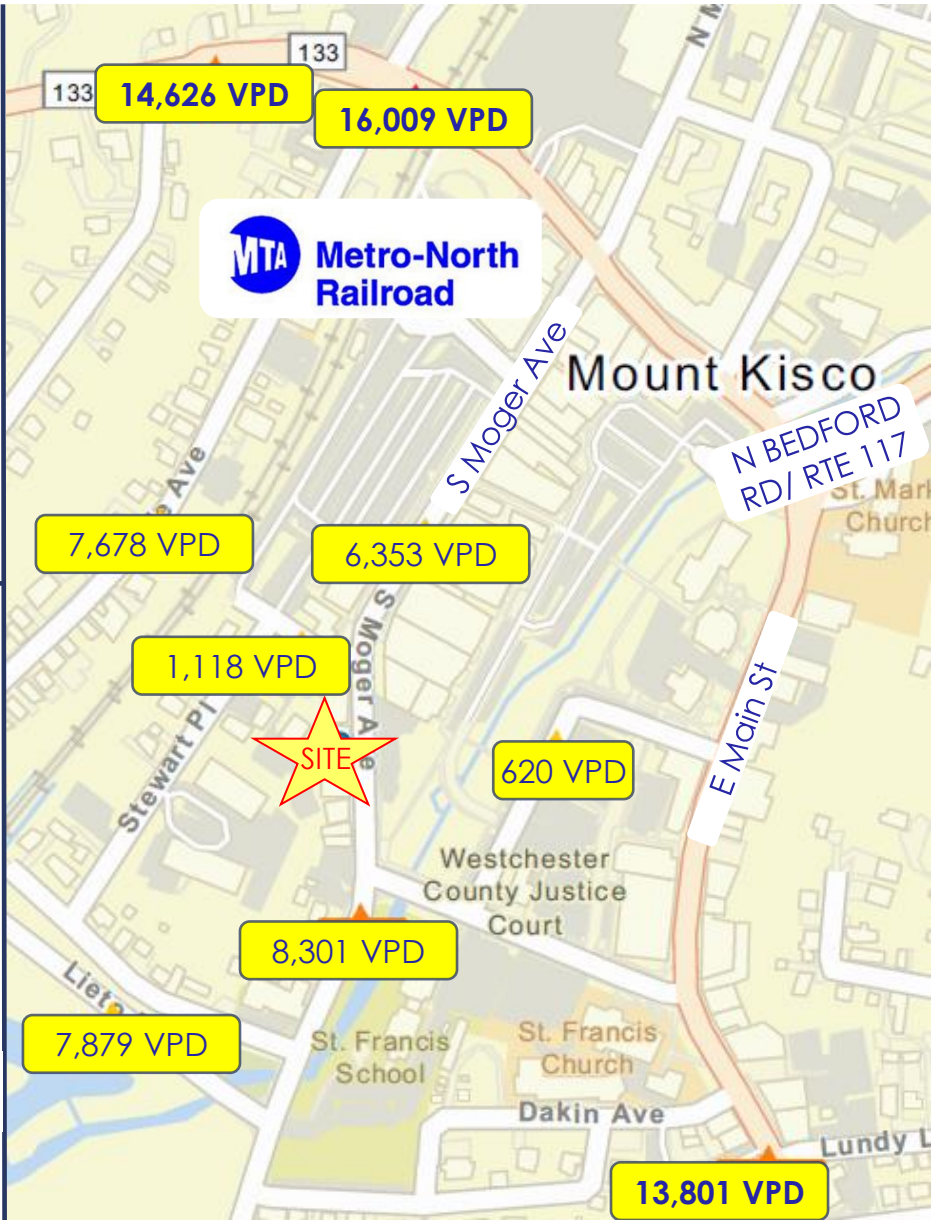 133
133
14,626 VPD
16,009 VPD
MTA
Metro-North
Railroad
S Moger Ave
Mount Kisco
N BEDFORD
RD/ RTE 117
St. Mark
Church
Ave
7,678 VPD
6,353 VPD
S Moger Ave
1,118 VPD
SITE
Stewart Pl
620 VPD
E Main St
Westchester
County Justice
Court
8,301 VPD
7,879 VPD
St. Francis
School
St. Francis
Church
Dakin Ave
Lundy L
13,801 VPD